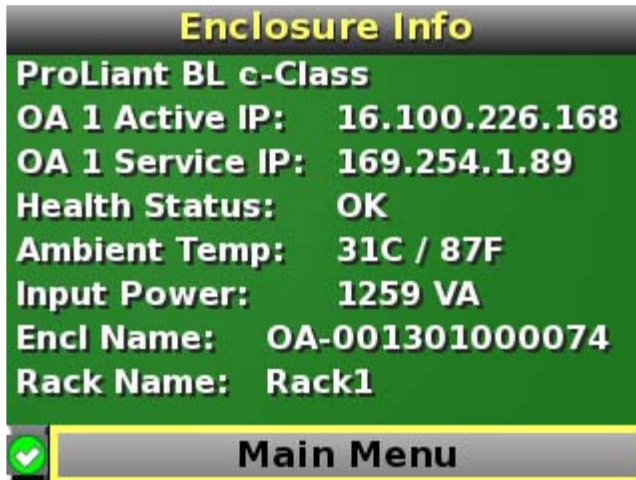 Enclosure Info
ProLiant BL c-Class
OA 1 Active IP: 16.100.226.168
OA 1 Service IP: 169.254.1.89
Health Status: OK
Ambient Temp: 31C / 87F
Input Power: 1259 VA
Encl Name: OA-001301000074
Rack Name: Rack1
Main Menu